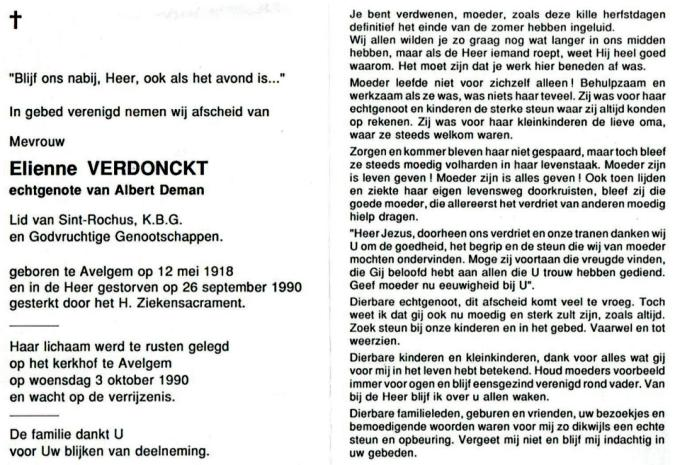 "Blijf ons nabij, Heer, ook als het avond is..."
In gebed verenigd nemen wij afscheid van
Mevrouw
Elienne VERDONCKT
echtgenote van Albert Deman
Lid van Sint-Rochus, K.B.G.
en Godvruchtige Genootschappen.
geboren te Avelgem op 12 mei 1918
en in de Heer gestorven op 26 september 1990
gesterkt door het H. Ziekensacrament.
Haar lichaam werd te rusten gelegd
op het kerkhof te Avelgem
op woensdag 3 oktober 1990
en wacht op de verrijzenis.
De familie dankt U
voor Uw blijken van deelneming.
Je bent verdwenen, moeder, zoals deze kille herfstdagen
definitief het einde van de zomer hebben ingeluid.
Wij allen wilden je zo graag nog wat langer in ons midden
hebben, maar als de Heer iemand roept, weet Hij heel goed
waarom. Het moet zijn dat je werk hier beneden af was.
Moeder leefde niet voor zichzelf alleen! Behulpzaam en
werkzaam als ze was, was niets haar teveel. Zij was voor haar
echtgenoot en kinderen de sterke steun waar zij altijd konden
op rekenen. Zij was voor haar kleinkinderen de lieve oma,
waar ze steeds welkom waren.
Zorgen en kommer bleven haar niet gespaard, maar toch bleef
ze steeds moedig volharden in haar levenstaak. Moeder zijn
is leven geven ! Moeder zijn is alles geven ! Ook toen lijden
en ziekte haar eigen levensweg doorkruisten, bleef zij die
goede moeder, die allereerst het verdriet van anderen moedig
hielp dragen.
"Heer Jezus, doorheen ons verdriet en onze tranen danken wij
U om de goedheid, het begrip en de steun die wij van moeder
mochten ondervinden. Moge zij voortaan die vreugde vinden,
die Gij beloofd hebt aan allen die U trouw hebben gediend.
Geef moeder nu eeuwigheid bij U".
Dierbare echtgenoot, dit afscheid komt veel te vroeg. Toch
weet ik dat gij ook nu moedig en sterk zult zijn, zoals altijd.
Zoek steun bij onze kinderen en in het gebed. Vaarwel en tot
weerzien.
Dierbare kinderen en kleinkinderen, dank voor alles wat gij
voor mij in het leven hebt betekend. Houd moeders voorbeeld
immer voor ogen en blijf eensgezind verenigd rond vader. Van
bij de Heer blijf ik over u allen waken.
Dierbare familieleden, geburen en vrienden, uw bezoekjes en
bemoedigende woorden waren voor mij zo dikwijls een echte
steun en opbeuring. Vergeet mij niet en blijf mij indachtig in
uw gebeden.